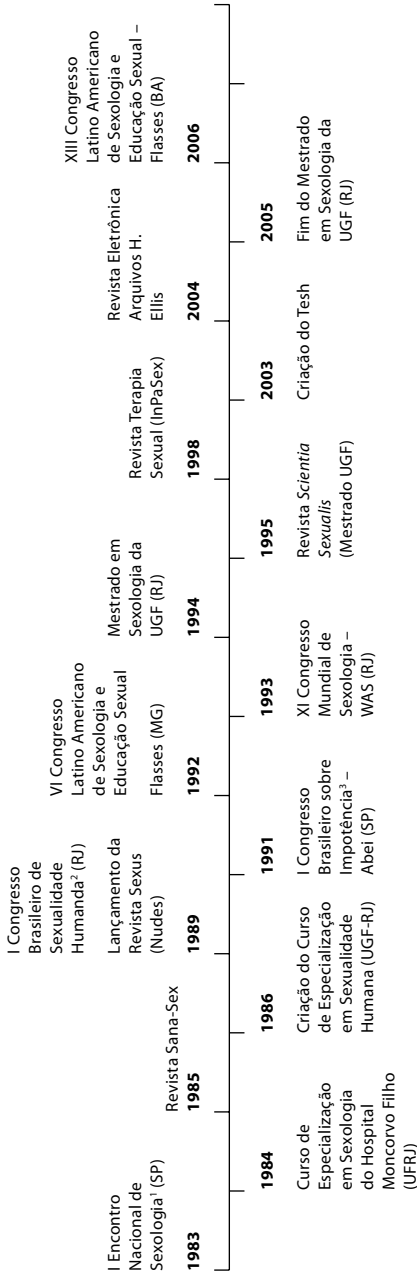 I Encontro
Nacional de
Sexologia¹ (SP)
1983
Curso de
Especialização
em Sexologia
do Hospital
Moncorvo Filho
(UFRJ)
1984
Revista Sana-Sex
1985
Criação do Curso
de Especialização
em Sexualidade
Humana (UGF-RJ)
1986
I Congresso
Brasileiro de
Sexualidade
Humanda² (RJ)
Lançamento da
Revista Sexus
(Nudes)
1989
I Congresso
Brasileiro sobre
Impotência³ –
Abei (SP)
1991
VI Congresso
Latino Americano
de Sexologia e
Educação Sexual
Flasses (MG)
1992
XI Congresso
Mundial de
Sexologia –
WAS (RJ)
1993
Mestrado em
Sexologia da
UGF (RJ)
1994
Revista Scientia
Sexualis
(Mestrado UGF)
1995
Revista Terapia
Sexual (InPaSex)
1998
Criação do Tesh
2003
Revista Eletrônica
Arquivos H.
Ellis
2004
Fim do Mestrado
em Sexologia da
UGF (RJ)
2005
XIII Congresso
Latino Americano
de Sexologia e
Educação Sexual –
Flasses (BA)
2006